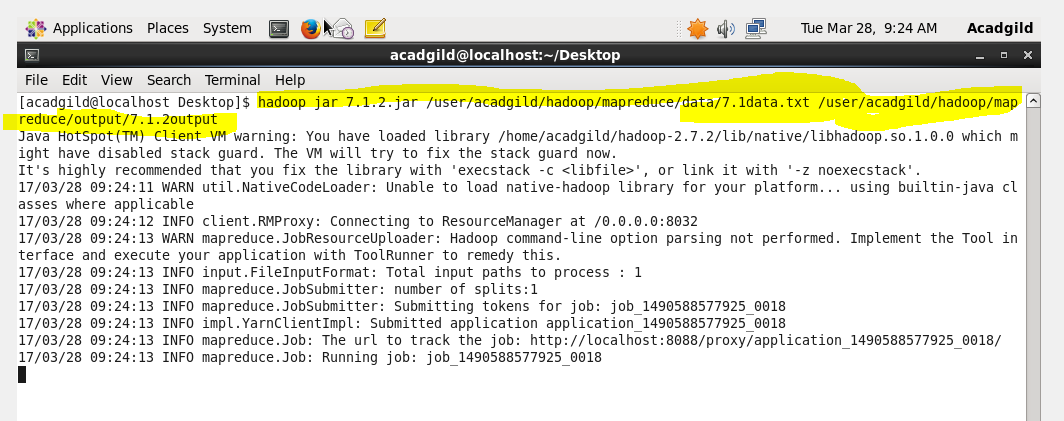 Applications Places System Tue Mar 28, 9:24 AM Acadgild
acadgild@localhost:~/Desktop
File Edit View Search Terminal Help
[acadgild@localhost Desktop]$ hadoop jar 7.1.2.jar /user/acadgild/hadoop/mapreduce/data/7.1data.txt /user/acadgild/hadoop/map
reduce/output/7.1.2output
Java HotSpot(TM) Client VM warning: You have loaded library /home/acadgild/hadoop-2.7.2/lib/native/libhadoop.so.1.0.0 which m
ight have disabled stack guard. The VM will try to fix the stack guard now.
It's highly recommended that you fix the library with 'execstack -c <libfile>', or link it with '-z noexecstack'.
17/03/28 09:24:11 WARN util.NativeCodeLoader: Unable to load native-hadoop library for your platform... using builtin-java cl
asses where applicable
17/03/28 09:24:12 INFO client.RMProxy: Connecting to ResourceManager at /0.0.0.0:8032
17/03/28 09:24:13 WARN mapreduce.JobResourceUploader: Hadoop command-line option parsing not performed. Implement the Tool in
terface and execute your application with ToolRunner to remedy this.
17/03/28 09:24:13 INFO input.FileInputFormat: Total input paths to process : 1
17/03/28 09:24:13 INFO mapreduce.JobSubmitter: number of splits:1
17/03/28 09:24:13 INFO mapreduce.JobSubmitter: Submitting tokens for job: job_1490588577925_0018
17/03/28 09:24:13 INFO impl.YarnClientImpl: Submitted application application_1490588577925_0018
17/03/28 09:24:13 INFO mapreduce.Job: The url to track the job: http://localhost:8088/proxy/application_1490588577925_0018/
17/03/28 09:24:13 INFO mapreduce.Job: Running job: job_1490588577925_0018